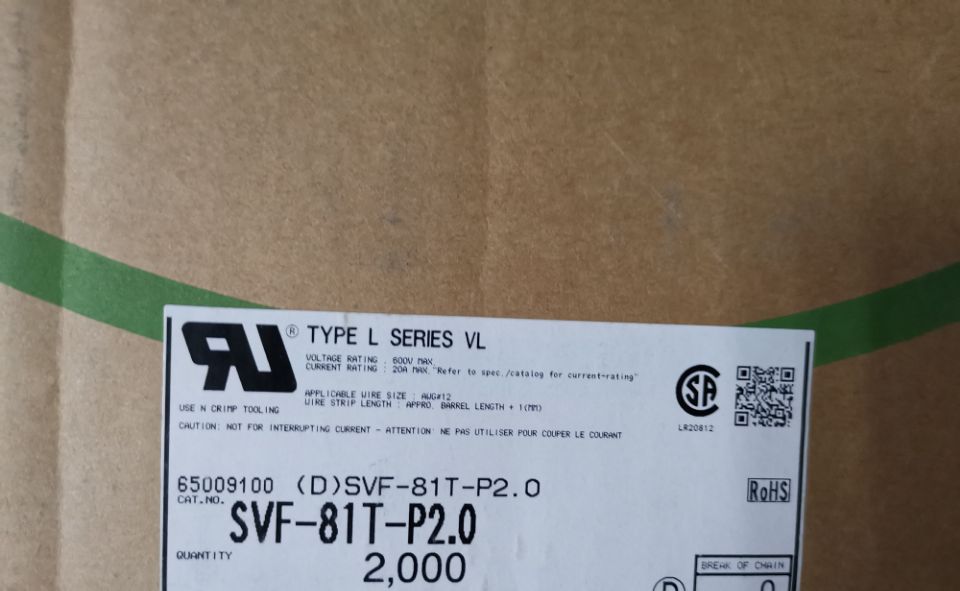 ® TYPE L SERIES VL
VOLTAGE RATING : 600V MAX.
CURRENT RATING : 20A MAX. "Refer to spec./catalog for current-rating"
APPLICABLE WIRE SIZE : AWG#12
WIRE STRIP LENGTH : APPRO. BARREL LENGTH + 1(MM)
USE N CRIMP TOOLING
LR20812
CAUTION: NOT FOR INTERRUPTING CURRENT - ATTENTION' NE PAS UTILISER POUR COUPER LE COURANT
65009100 (D)SVF-81T-P2.0
RoHS
CAT.NO.
SVF-81T-P2.0
QUANTITY
2,000
BREAK OF CHAIN